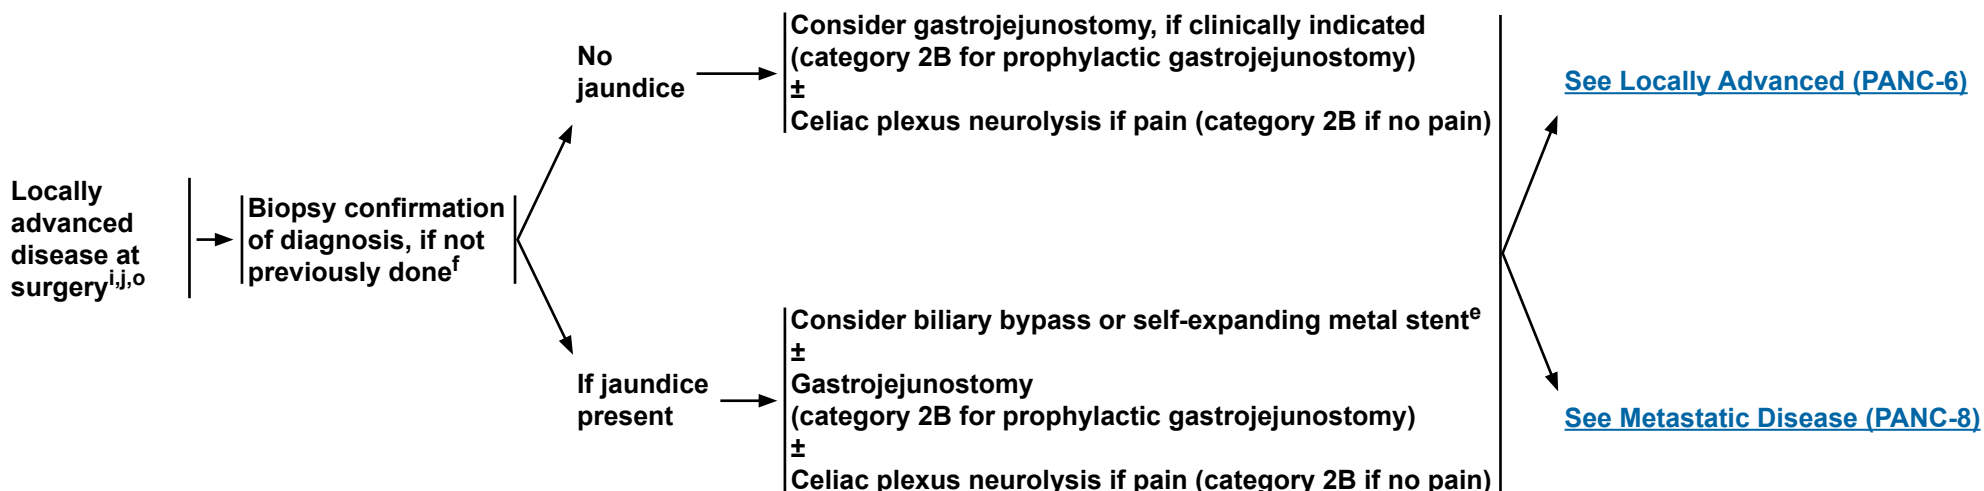 Locally
advanced
disease at
surgeryi,j,o
Biopsy confirmation
of diagnosis, if not
previously donef
No
jaundice
Consider gastrojejunostomy, if clinically indicated
(category 2B for prophylactic gastrojejunostomy)
±
Celiac plexus neurolysis if pain (category 2B if no pain)
If jaundice
present
Consider biliary bypass or self-expanding metal stente
±
Gastrojejunostomy
(category 2B for prophylactic gastrojejunostomy)
±
Celiac plexus neurolysis if pain (category 2B if no pain)
See Locally Advanced (PANC-6)
See Metastatic Disease (PANC-8)